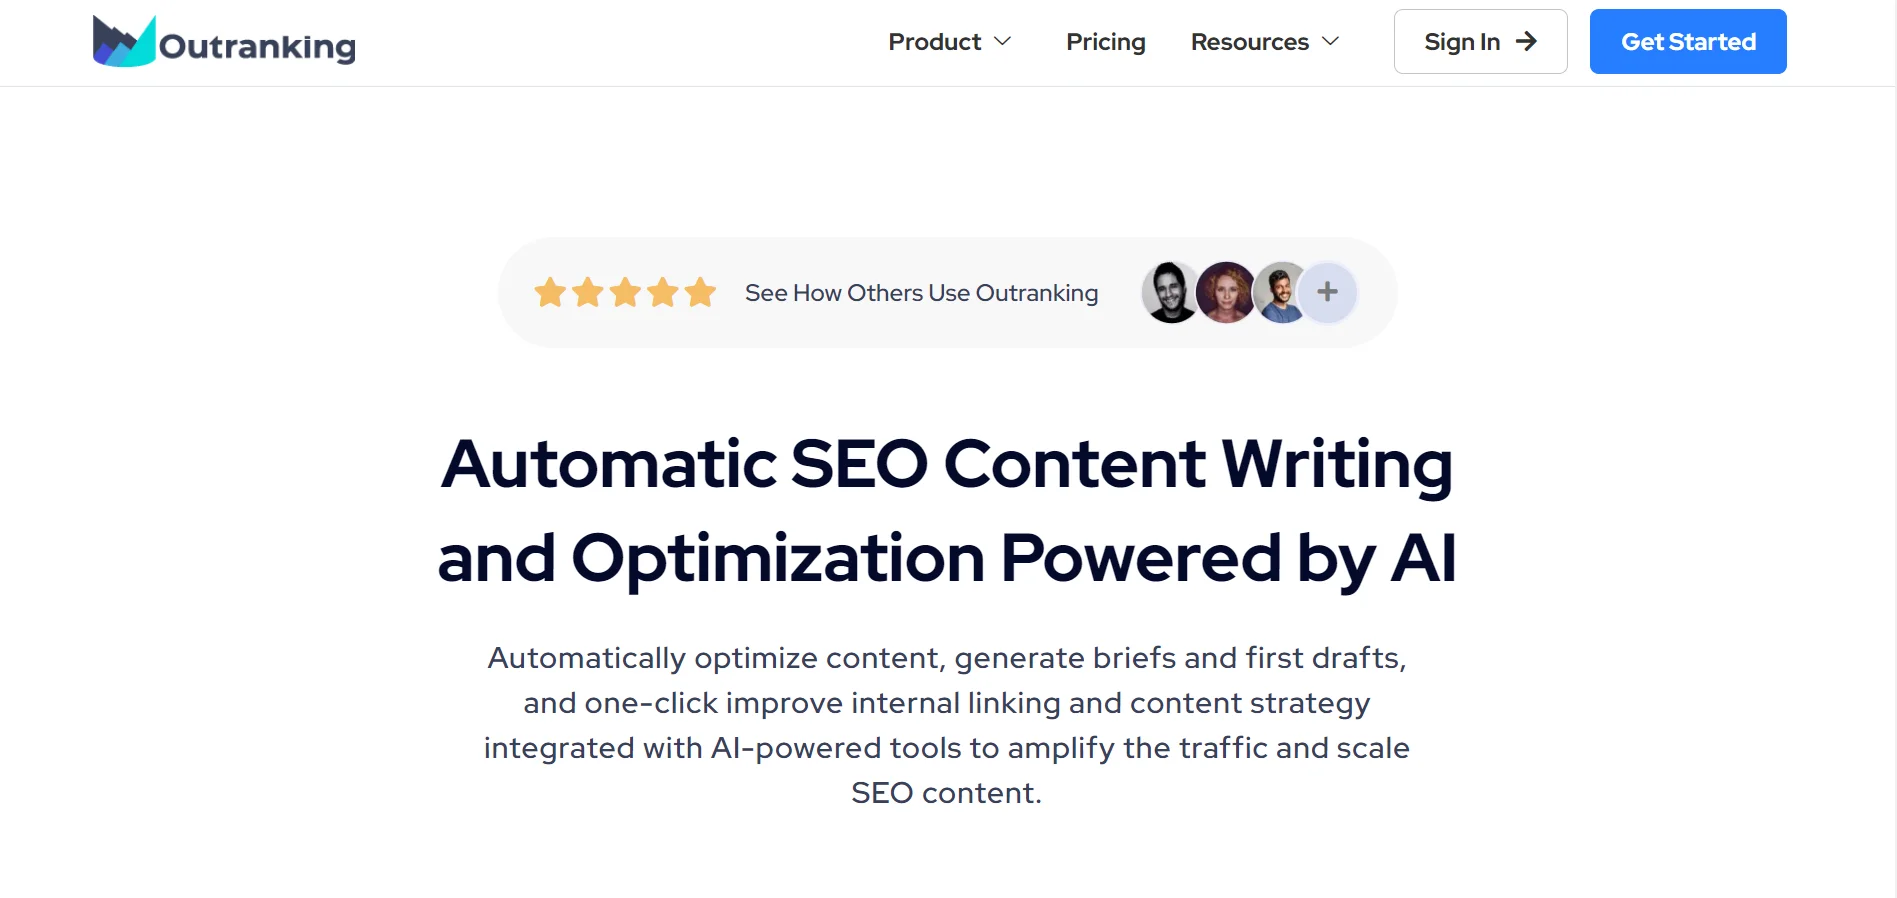 Outranking
Product
Pricing
Resources
Sign In
Get Started
See How Others Use Outranking
Automatic SEO Content Writing
and Optimization Powered by AI
Automatically optimize content, generate briefs and first drafts,
and one-click improve internal linking and content strategy
integrated with AI-powered tools to amplify the traffic and scale
SEO content.